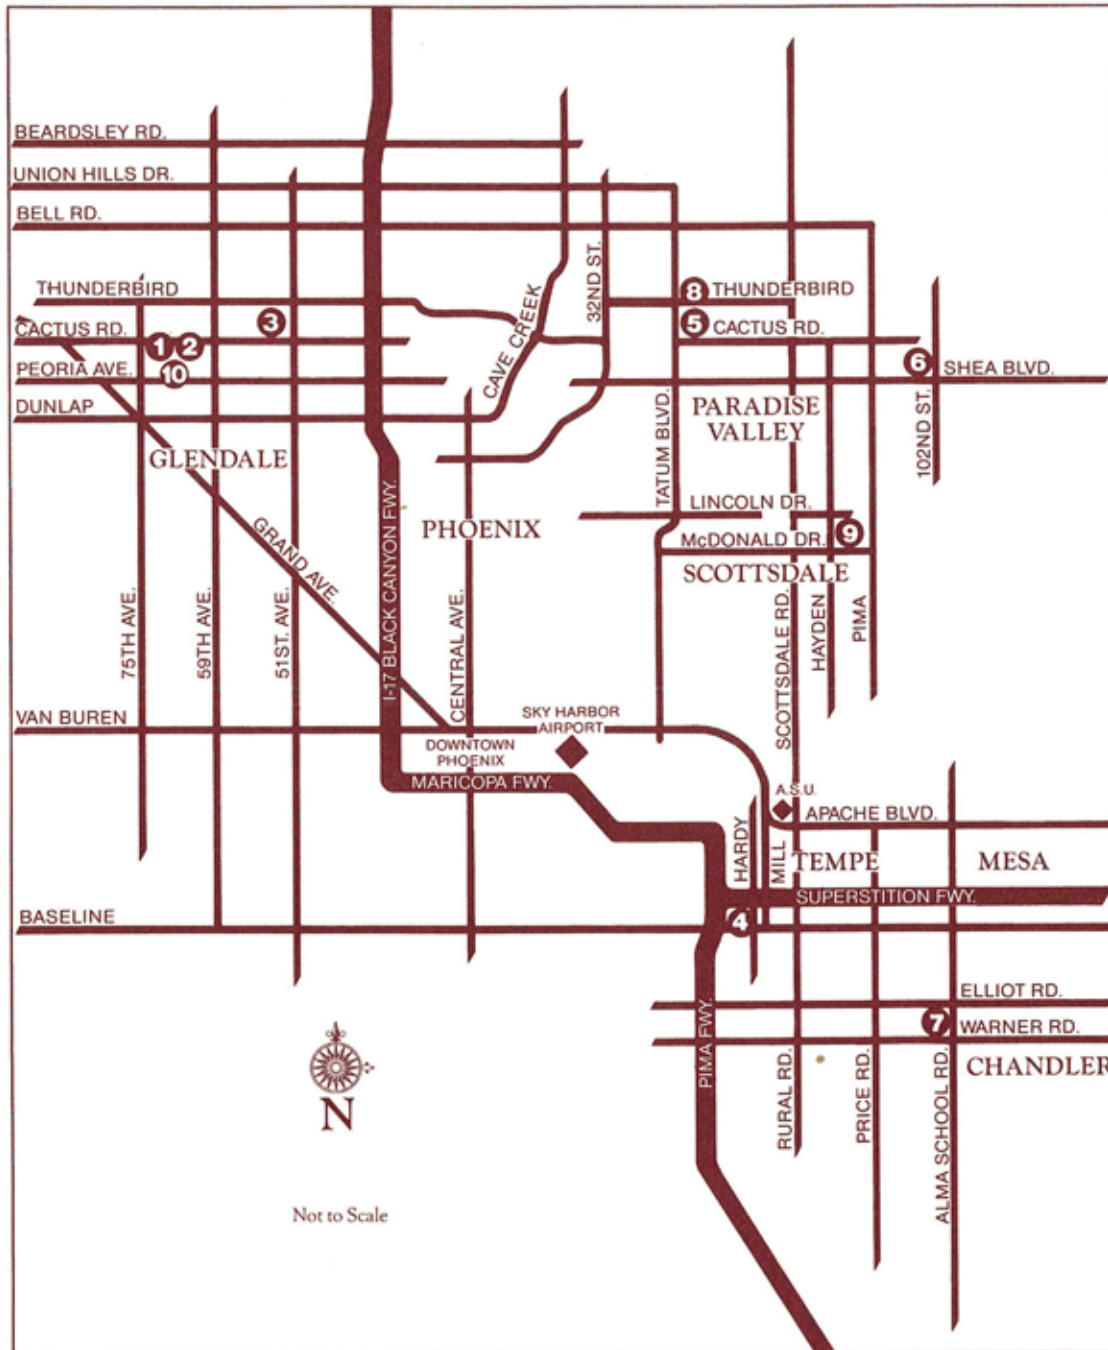 BEARDSLEY RD.
UNION HILLS DR.
BELL RD.
THUNDERBIRD
CACTUS RD.
PEORIA AVE.
DUNLAP
1
2
3
10
CAVE CREEK
32ND ST.
8
THUNDERBIRD
5
CACTUS RD.
6
SHEA BLVD.
102ND ST.
TATUM BLVD.
PARADISE
VALLEY
GLENDALE
GRAND AVE.
I-17 BLACK CANYON FWY.
PHOENIX
LINCOLN DR.
McDONALD DR.
9
SCOTTSDALE
75TH AVE.
59TH AVE.
51ST. AVE.
CENTRAL AVE.
SCOTTSDALE RD.
HAYDEN
PIMA
VAN BUREN
SKY HARBOR
AIRPORT
DOWNTOWN
PHOENIX
MARICOPA FWY.
A.S.U.
APACHE BLVD.
HARDY
MILL
TEMPE
MESA
SUPERSTITION FWY.
BASELINE
4
ELLIOT RD.
7
WARNER RD.
CHANDLER
PIMA FWY.
RURAL RD.
PRICE RD.
ALMA SCHOOL RD.
N
Not to Scale